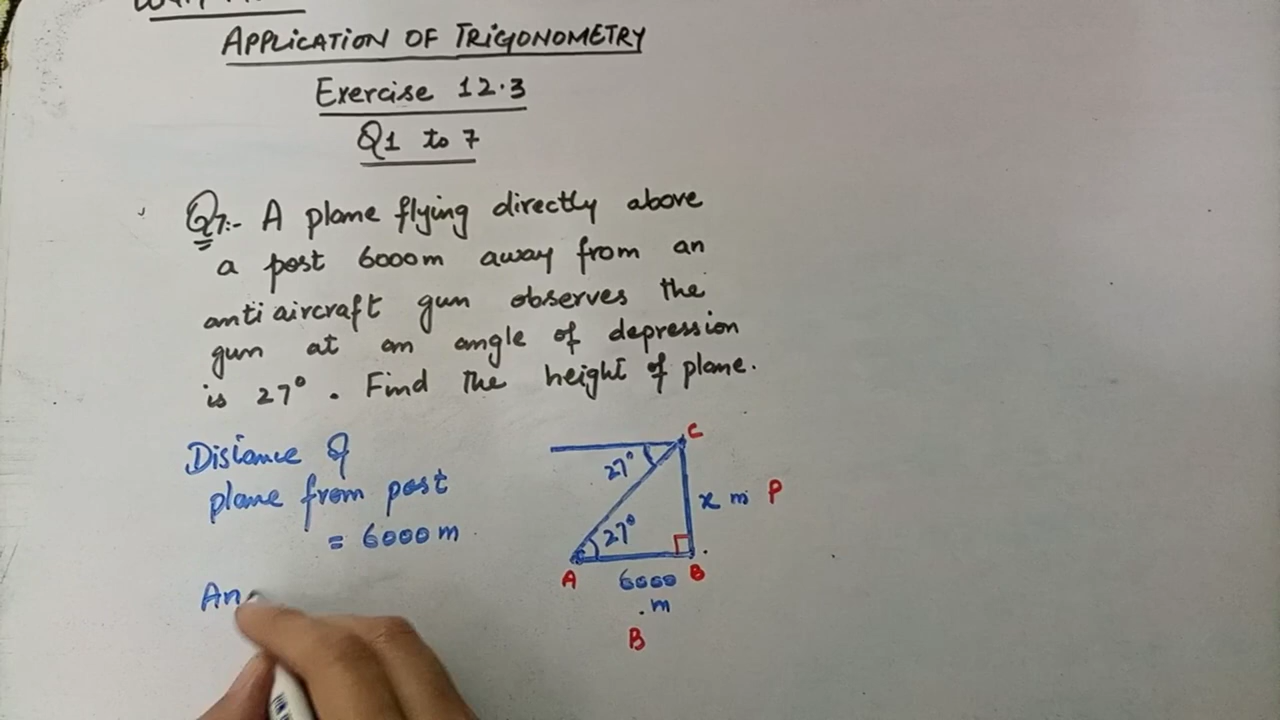 APPLICATION OF TRIGONOMETRY
Exercise 12.3
Q1 to 7
Q7:- A plane flying directly above
a post 6000m away from an
anti aircraft gun observes the
gun at an angle of depression
is 27°. Find the height of plane.
Distance of
plane from post
= 6000 m
An
C
27°
x m P
27°
A 6000 B
m
B